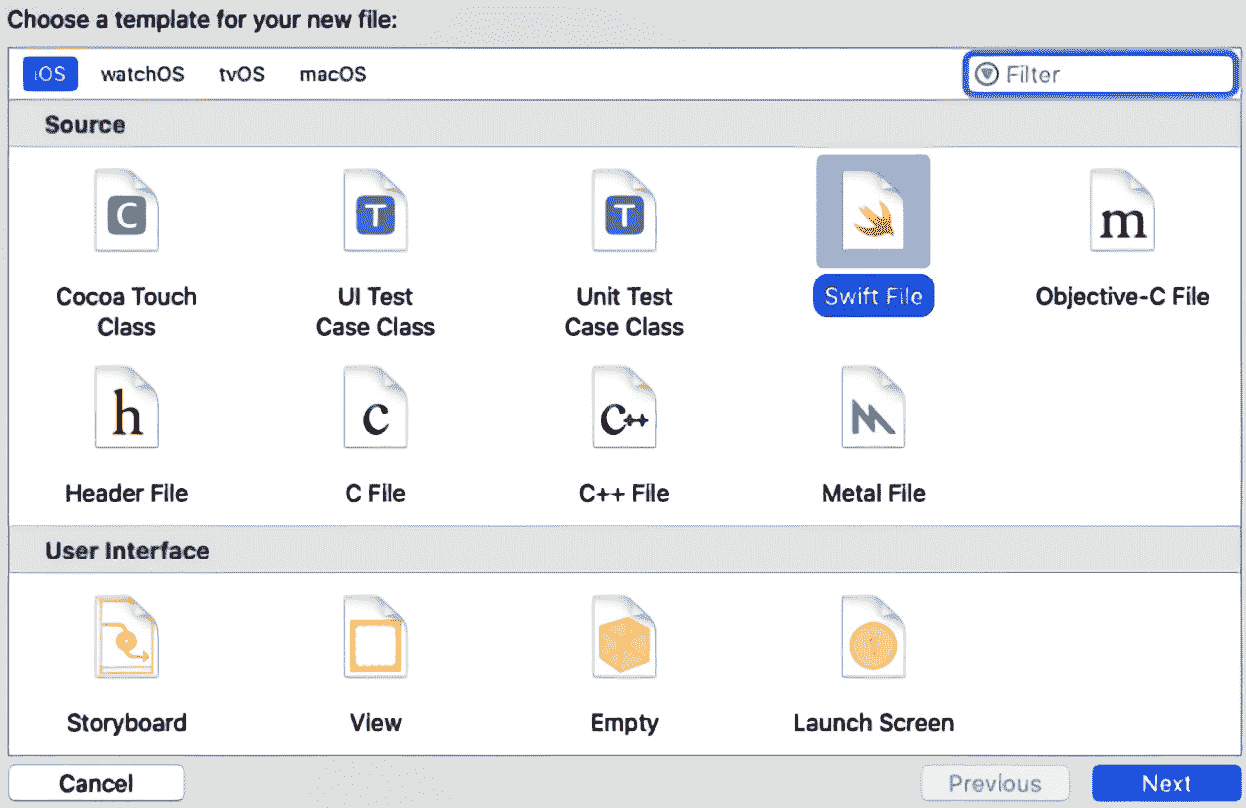 Choose a template for your new file:
iOS watchOS tvOS macOS Filter
Source
C T T m
Cocoa Touch UI Test Unit Test Swift File Objective-C File
Class Case Class Case Class
h c C++
Header File C File C++ File Metal File
User Interface
Storyboard View Empty Launch Screen
Cancel Previous Next